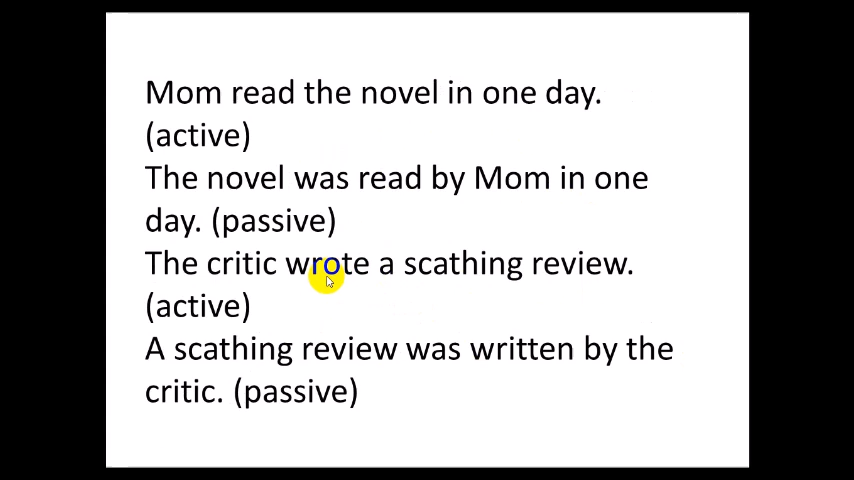 Mom read the novel in one day.
(active)
The novel was read by Mom in one
day. (passive)
The critic wrote a scathing review.
(active)
A scathing review was written by the
critic. (passive)